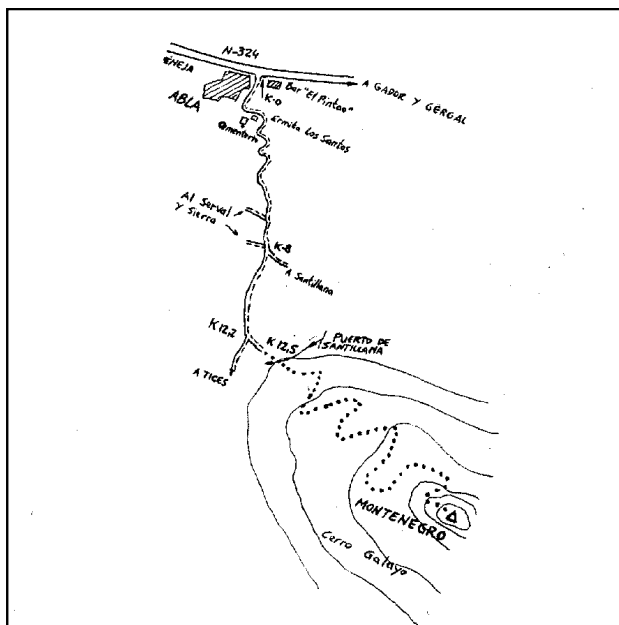 N-324
ENEJA
A GADOR Y GERGAL
Bar "El Pintao"
K-0
ABLA
Ermita Los Santos
Cementerio
Al Serval
y Sierra
K-8
A Santillana
K 12,2
K 12,5
PUERTO DE
SANTILLANA
A TICES
MONTENEGRO
Cerro Galayo